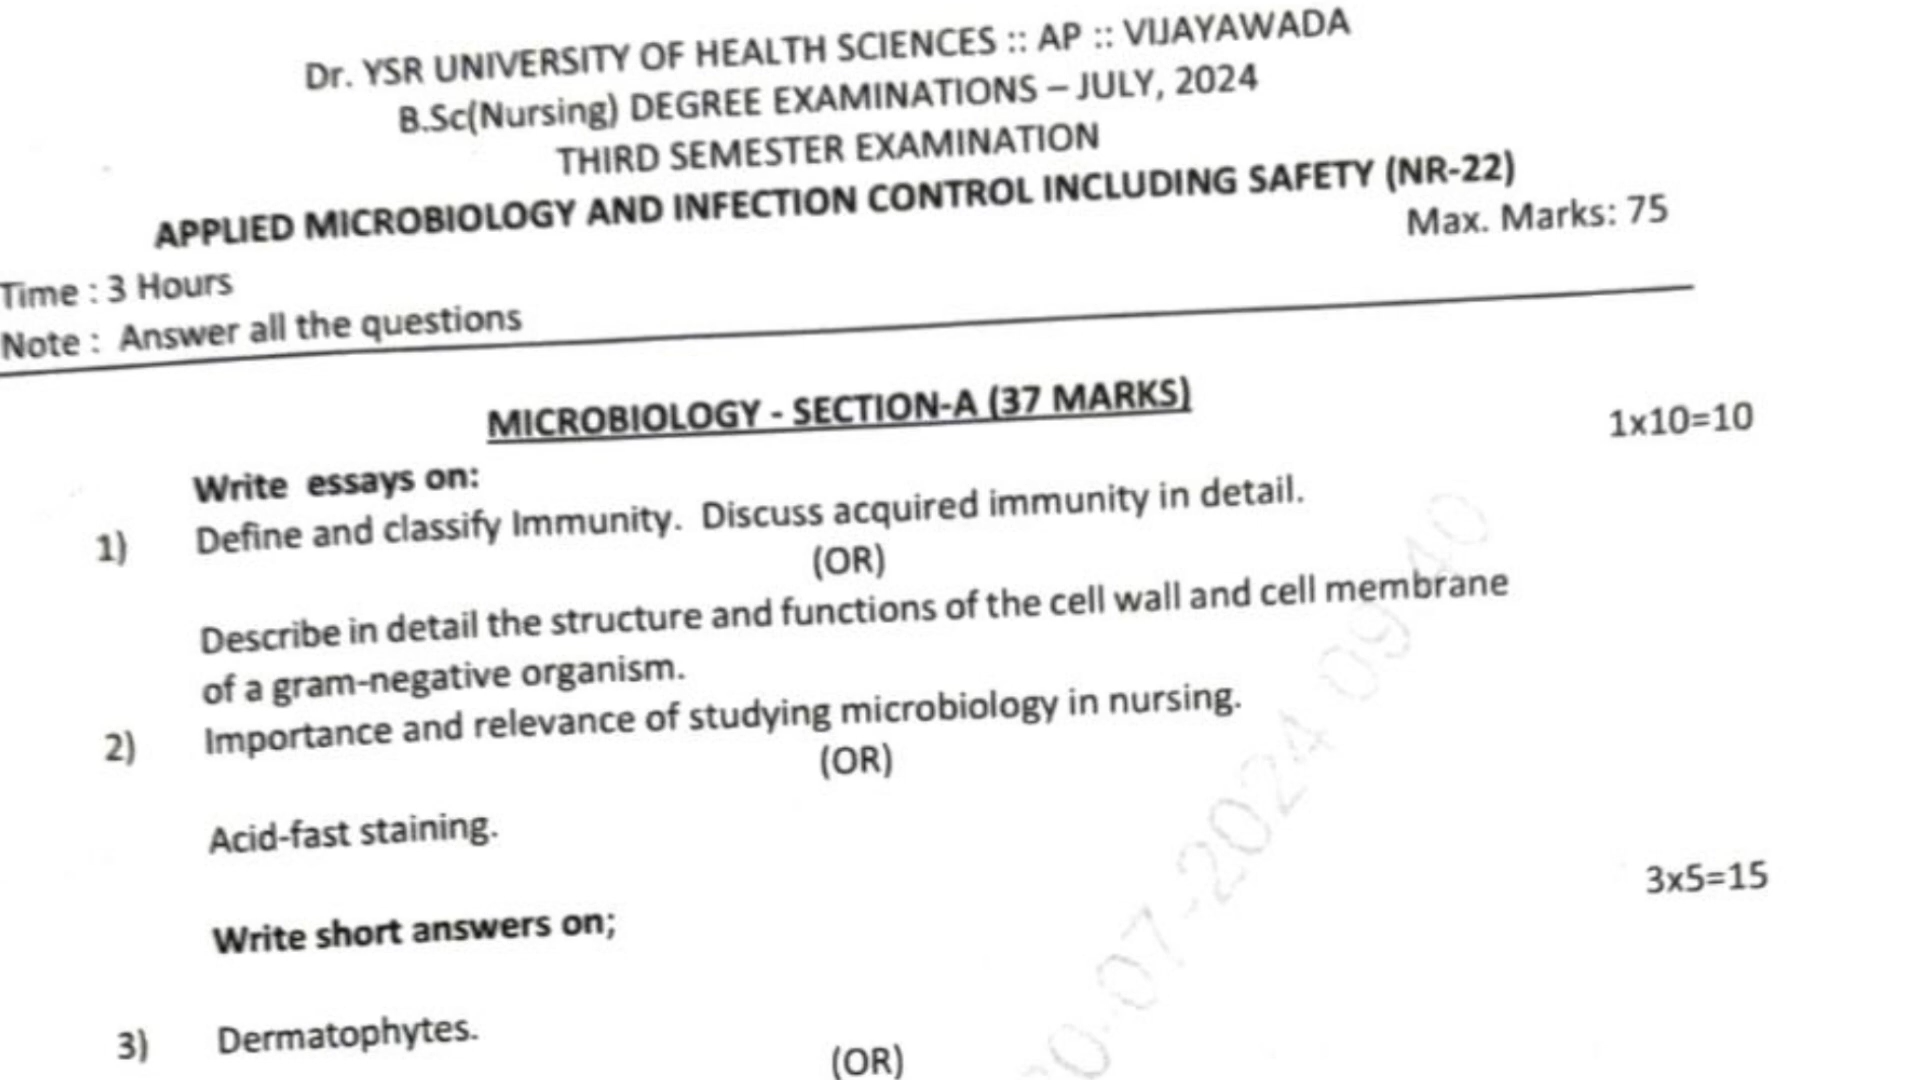 Dr. YSR UNIVERSITY OF HEALTH SCIENCES :: AP :: VIJAYAWADA
B.Sc(Nursing) DEGREE EXAMINATIONS – JULY, 2024
THIRD SEMESTER EXAMINATION
APPLIED MICROBIOLOGY AND INFECTION CONTROL INCLUDING SAFETY (NR-22)
Max. Marks: 75
Time : 3 Hours
Note : Answer all the questions
MICROBIOLOGY - SECTION-A (37 MARKS)
1x10=10
Write essays on:
1) Define and classify Immunity. Discuss acquired immunity in detail.
(OR)
Describe in detail the structure and functions of the cell wall and cell membrane
of a gram-negative organism.
2) Importance and relevance of studying microbiology in nursing.
(OR)
Acid-fast staining.
3x5=15
Write short answers on;
3) Dermatophytes.
(OR)
0-07-2024 09:40